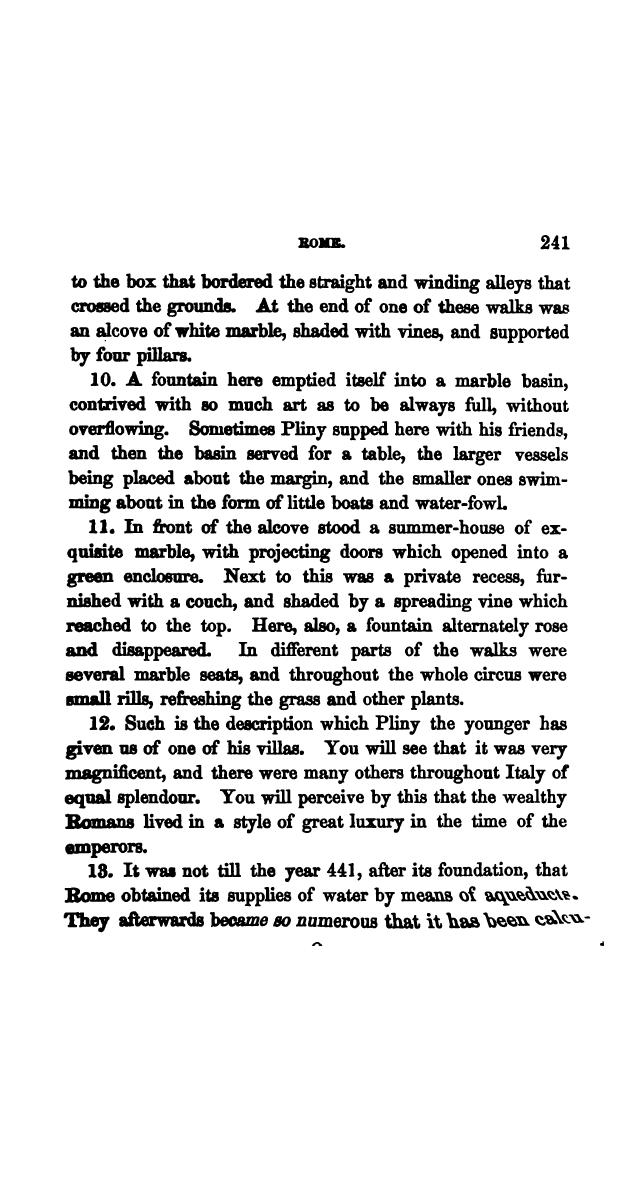 ROME. 241
to the box that bordered the straight and winding alleys that
crossed the grounds. At the end of one of these walks was
an alcove of white marble, shaded with vines, and supported
by four pillars.
10. A fountain here emptied itself into a marble basin,
contrived with so much art as to be always full, without
overflowing. Sometimes Pliny supped here with his friends,
and then the basin served for a table, the larger vessels
being placed about the margin, and the smaller ones swim-
ming about in the form of little boats and water-fowl.
11. In front of the alcove stood a summer-house of ex-
quisite marble, with projecting doors which opened into a
green enclosure. Next to this was a private recess, fur-
nished with a couch, and shaded by a spreading vine which
reached to the top. Here, also, a fountain alternately rose
and disappeared. In different parts of the walks were
several marble seats, and throughout the whole circus were
small rills, refreshing the grass and other plants.
12. Such is the description which Pliny the younger has
given us of one of his villas. You will see that it was very
magnificent, and there were many others throughout Italy of
equal splendour. You will perceive by this that the wealthy
Romans lived in a style of great luxury in the time of the
emperors.
13. It was not till the year 441, after its foundation, that
Rome obtained its supplies of water by means of aqueducts.
They afterwards became so numerous that it has been calcu-